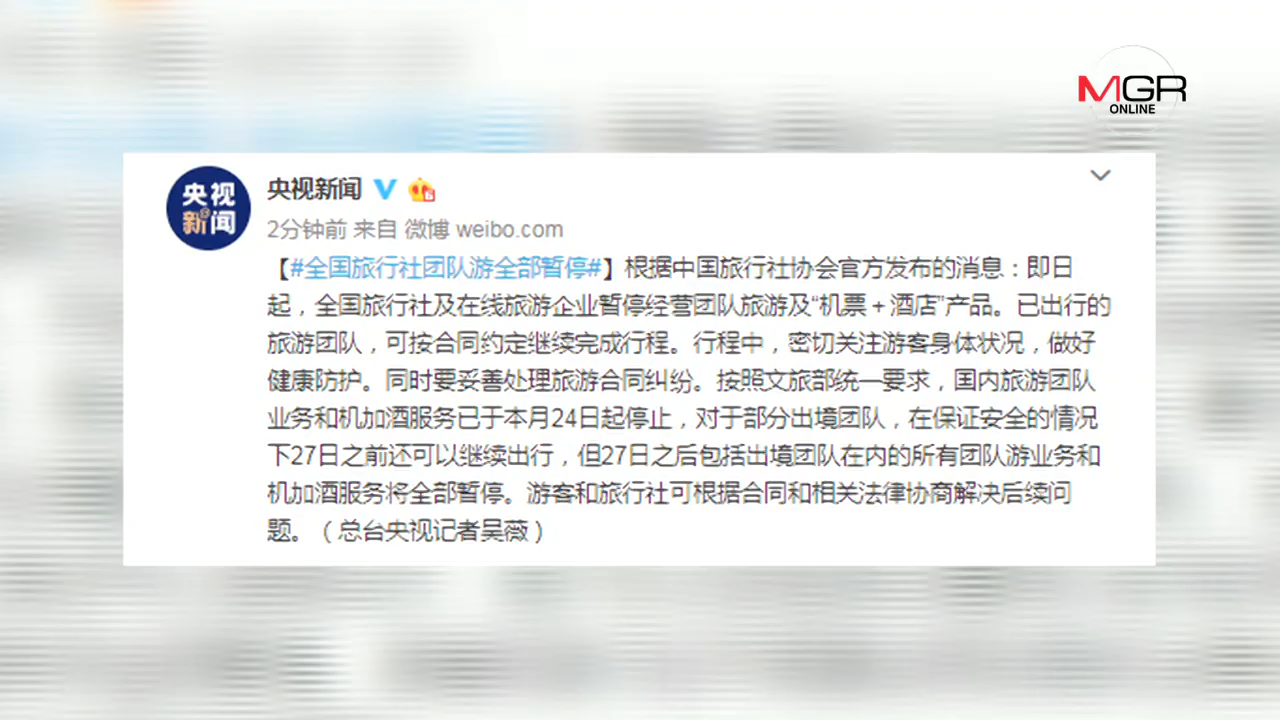 MGR
ONLINE
央视
新闻
央视新闻
2分钟前 来自 微博 weibo.com
【#全国旅行社团队游全部暂停#】根据中国旅行社协会官方发布的消息：即日
起，全国旅行社及在线旅游企业暂停经营团队旅游及“机票＋酒店”产品。已出行的
旅游团队，可按合同约定继续完成行程。行程中，密切关注游客身体状况，做好
健康防护。同时要妥善处理旅游合同纠纷。按照文旅部统一要求，国内旅游团队
业务和机加酒服务已于本月24日起停止，对于部分出境团队，在保证安全的情况
下27日之前还可以继续出行，但27日之后包括出境团队在内的所有团队游业务和
机加酒服务将全部暂停。游客和旅行社可根据合同和相关法律协商解决后续问
题。（总台央视记者吴薇）